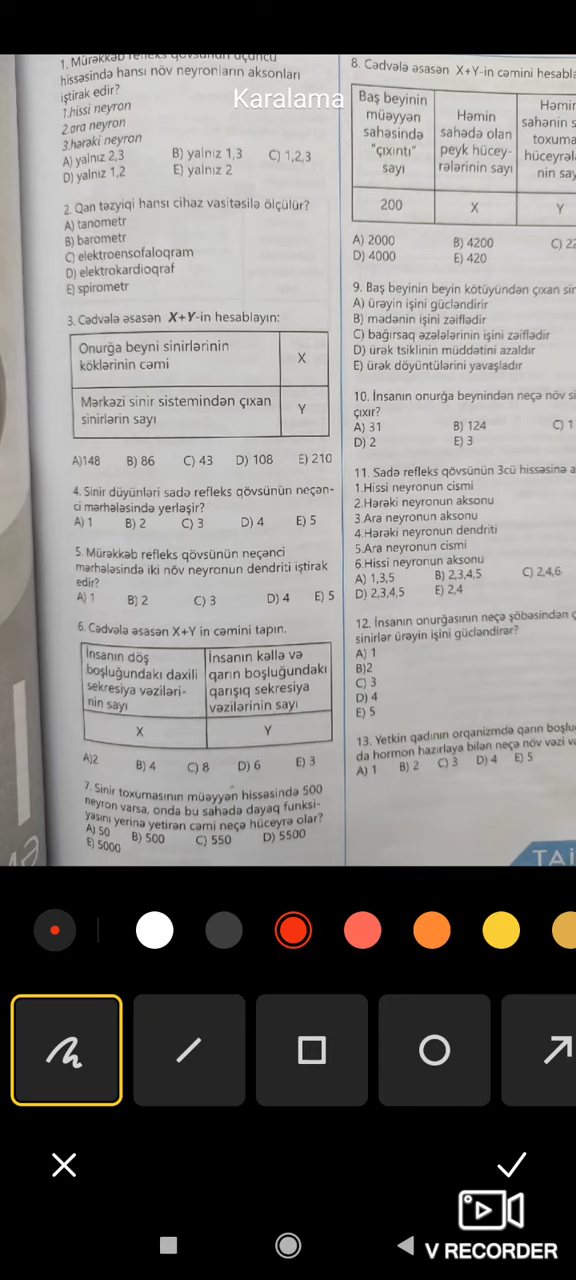 1. Mürəkkəb refleks qövsünün üçüncü
hissəsində hansı növ neyronların aksonları
iştirak edir?
1.hissi neyron
2.ara neyron
3.hərəki neyron
A) yalnız 2,3 B) yalnız 1,3 C) 1,2,3
D) yalnız 1,2 E) yalnız 2
2. Qan təzyiqi hansı cihaz vasitəsilə ölçülür?
A) tanometr
B) barometr
C) elektroensofaloqram
D) elektrokardioqraf
E) spirometr
3. Cədvələ əsasən X+Y-in hesablayın:
Onurğa beyni sinirlərinin
köklərinin cəmi
X
Mərkəzi sinir sistemindən çıxan
sinirlərin sayı
Y
A)148 B) 86 C) 43 D) 108 E) 210
4. Sinir düyünləri sadə refleks qövsünün neçən-
ci mərhələsində yerləşir?
A) 1 B) 2 C) 3 D) 4 E) 5
5. Mürəkkəb refleks qövsünün neçənci
mərhələsində iki növ neyronun dendriti iştirak
edir?
A) 1 B) 2 C) 3 D) 4 E) 5
6. Cədvələ əsasən X+Y in cəmini tapın.
İnsanın döş
boşluğundakı daxili
sekresiya vəziləri-
nin sayı
İnsanın kəllə və
qarın boşluğundakı
qarışıq sekresiya
vəzilərinin sayı
X Y
A)2 B) 4 C) 8 D) 6 E) 3
7. Sinir toxumasının müəyyən hissəsində 500
neyron varsa, onda bu sahədə dayaq funksi-
yasını yerinə yetirən cəmi neçə hüceyrə olar?
A) 50 B) 500 C) 550 D) 5500
E) 5000
8. Cədvələ əsasən X+Y-in cəmini hesabla
Baş beyinin
müəyyən
sahəsində
"çıxıntı"
sayı
Həmin
sahədə olan
peyk hücey-
rələrinin sayı
Həmin
sahənin s
toxuma
hüceyrələ
nin say
200 X Y
A) 2000 B) 4200 C) 22
D) 4000 E) 420
9. Baş beyinin beyin kötüyündən çıxan sin
A) ürəyin işini gücləndirir
B) mədənin işini zəiflədir
C) bağırsaq əzələlərinin işini zəiflədir
D) ürək tsiklinin müddətini azaldır
E) ürək döyüntülərini yavaşladır
10. İnsanın onurğa beynindən neçə növ si
çıxır?
A) 31 B) 124 C) 1
D) 2 E) 3
11. Sadə refleks qövsünün 3cü hissəsinə a
1.Hissi neyronun cismi
2.Hərəki neyronun aksonu
3.Ara neyronun aksonu
4.Hərəki neyronun dendriti
5.Ara neyronun cismi
6.Hissi neyronun aksonu
A) 1,3,5 B) 2,3,4,5 C) 2,4,6
D) 2,3,4,5 E) 2,4
12. İnsanın onurğasının neçə şöbəsindən ç
sinirlər ürəyin işini gücləndirər?
A) 1
B)2
C) 3
D) 4
E) 5
13. Yetkin qadının orqanizmdə qarın boşlu
da hormon hazırlaya bilən neçə növ vəzi va
A) 1 B) 2 C) 3 D) 4 E) 5
TAi
Karalama
V RECORDER